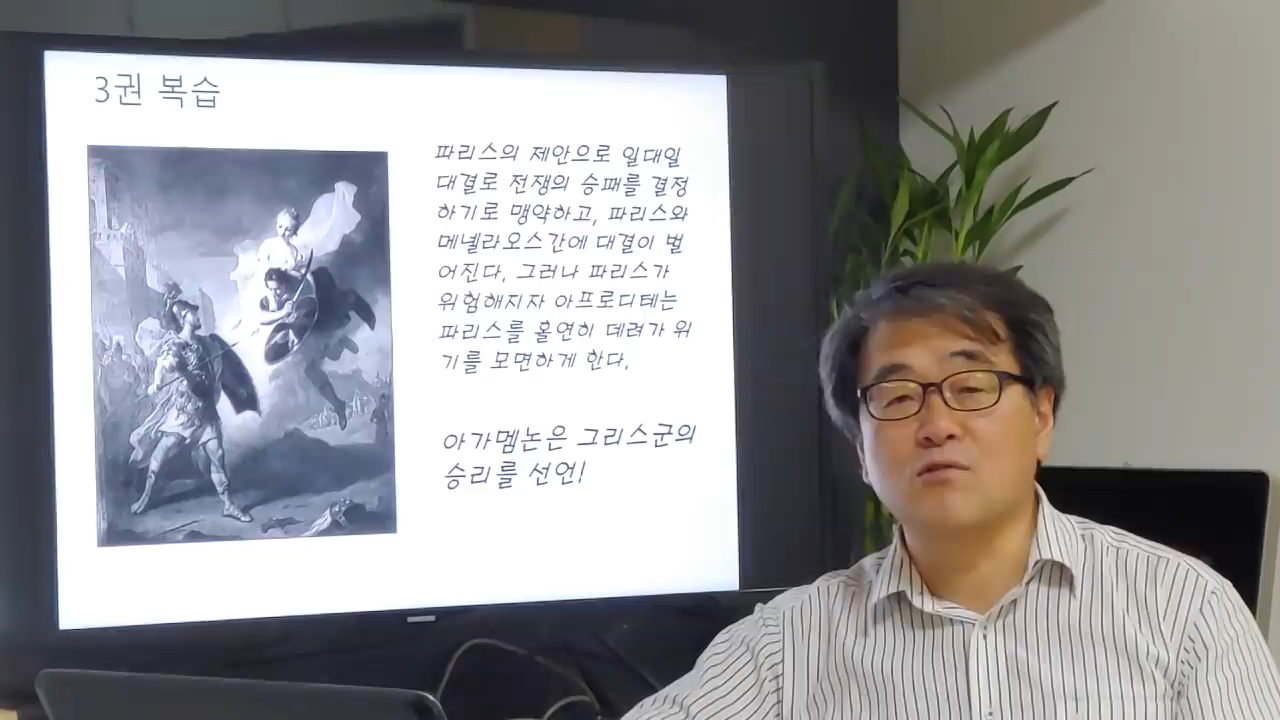 3권 복습
파리스의 제안으로 일대일
대결로 전쟁의 승패를 결정
하기로 맹약하고, 파리스와
메넬라오스간에 대결이 벌
어진다. 그러나 파리스가
위험해지자 아프로디테는
파리스를 홀연히 데려가 위
기를 모면하게 한다.
아가멤논은 그리스군의
승리를 선언!